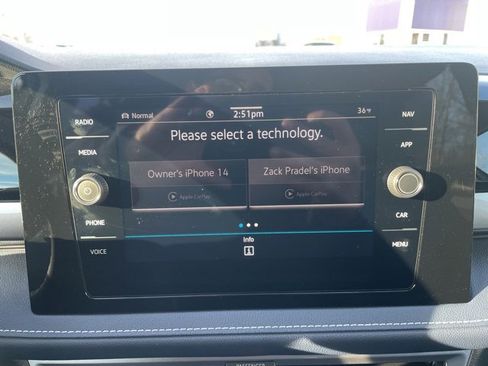 RADIO
Normal
2:51pm
36°F
NAV
Please select a technology.
MEDIA
APP
Owner's iPhone 14
Zack Pradel's iPhone
Apple CarPlay
Apple CarPlay
PHONE
CAR
Info
VOICE
MENU
PASSENGER